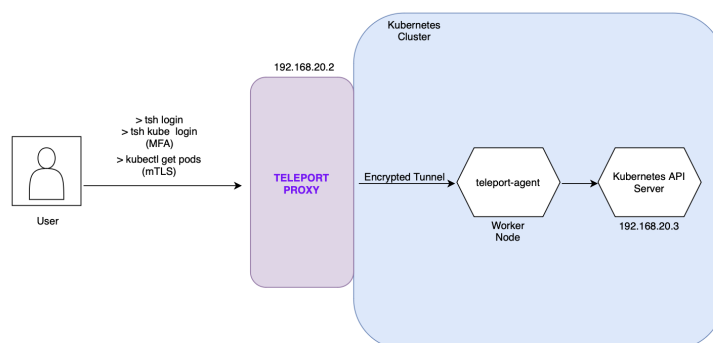 Kubernetes
Cluster
192.168.20.2
> tsh login
> tsh kube login
(MFA)
> kubectl get pods
(mTLS)
User
TELEPORT
PROXY
Encrypted Tunnel
teleport-agent
Worker
Node
Kubernetes API
Server
192.168.20.3